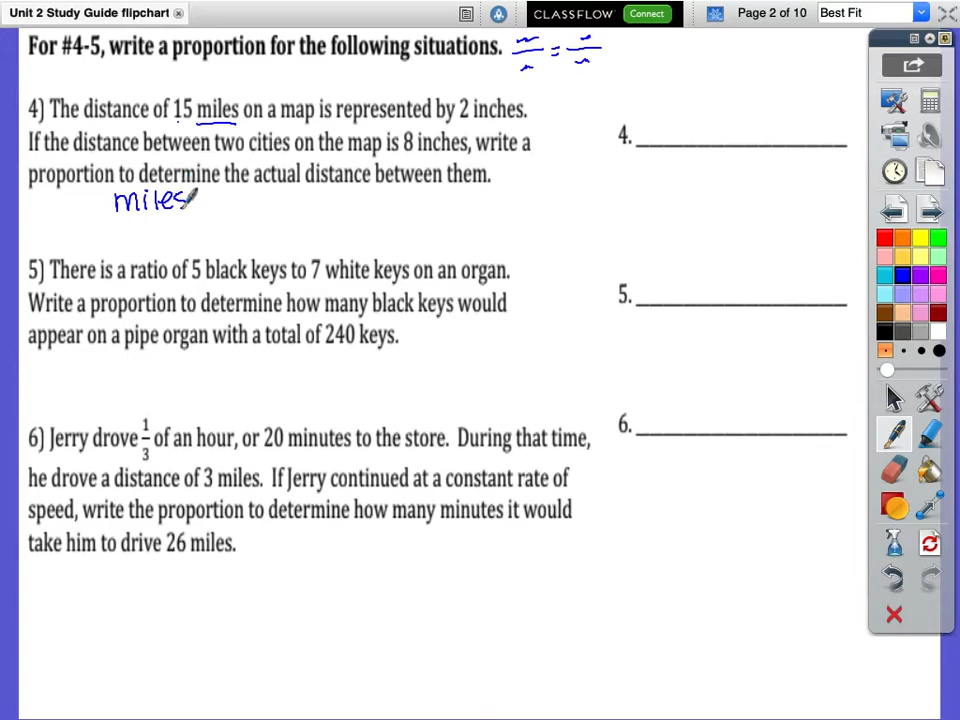 Unit 2 Study Guide flipchart
CLASSFLOW Connect
Page 2 of 10
Best Fit
For #4-5, write a proportion for the following situations.
4) The distance of 15 miles on a map is represented by 2 inches.
If the distance between two cities on the map is 8 inches, write a
proportion to determine the actual distance between them.
4. ____________________
miles
5) There is a ratio of 5 black keys to 7 white keys on an organ.
Write a proportion to determine how many black keys would
appear on a pipe organ with a total of 240 keys.
5. ____________________
6) Jerry drove 1/3 of an hour, or 20 minutes to the store. During that time,
he drove a distance of 3 miles. If Jerry continued at a constant rate of
speed, write the proportion to determine how many minutes it would
take him to drive 26 miles.
6. ____________________